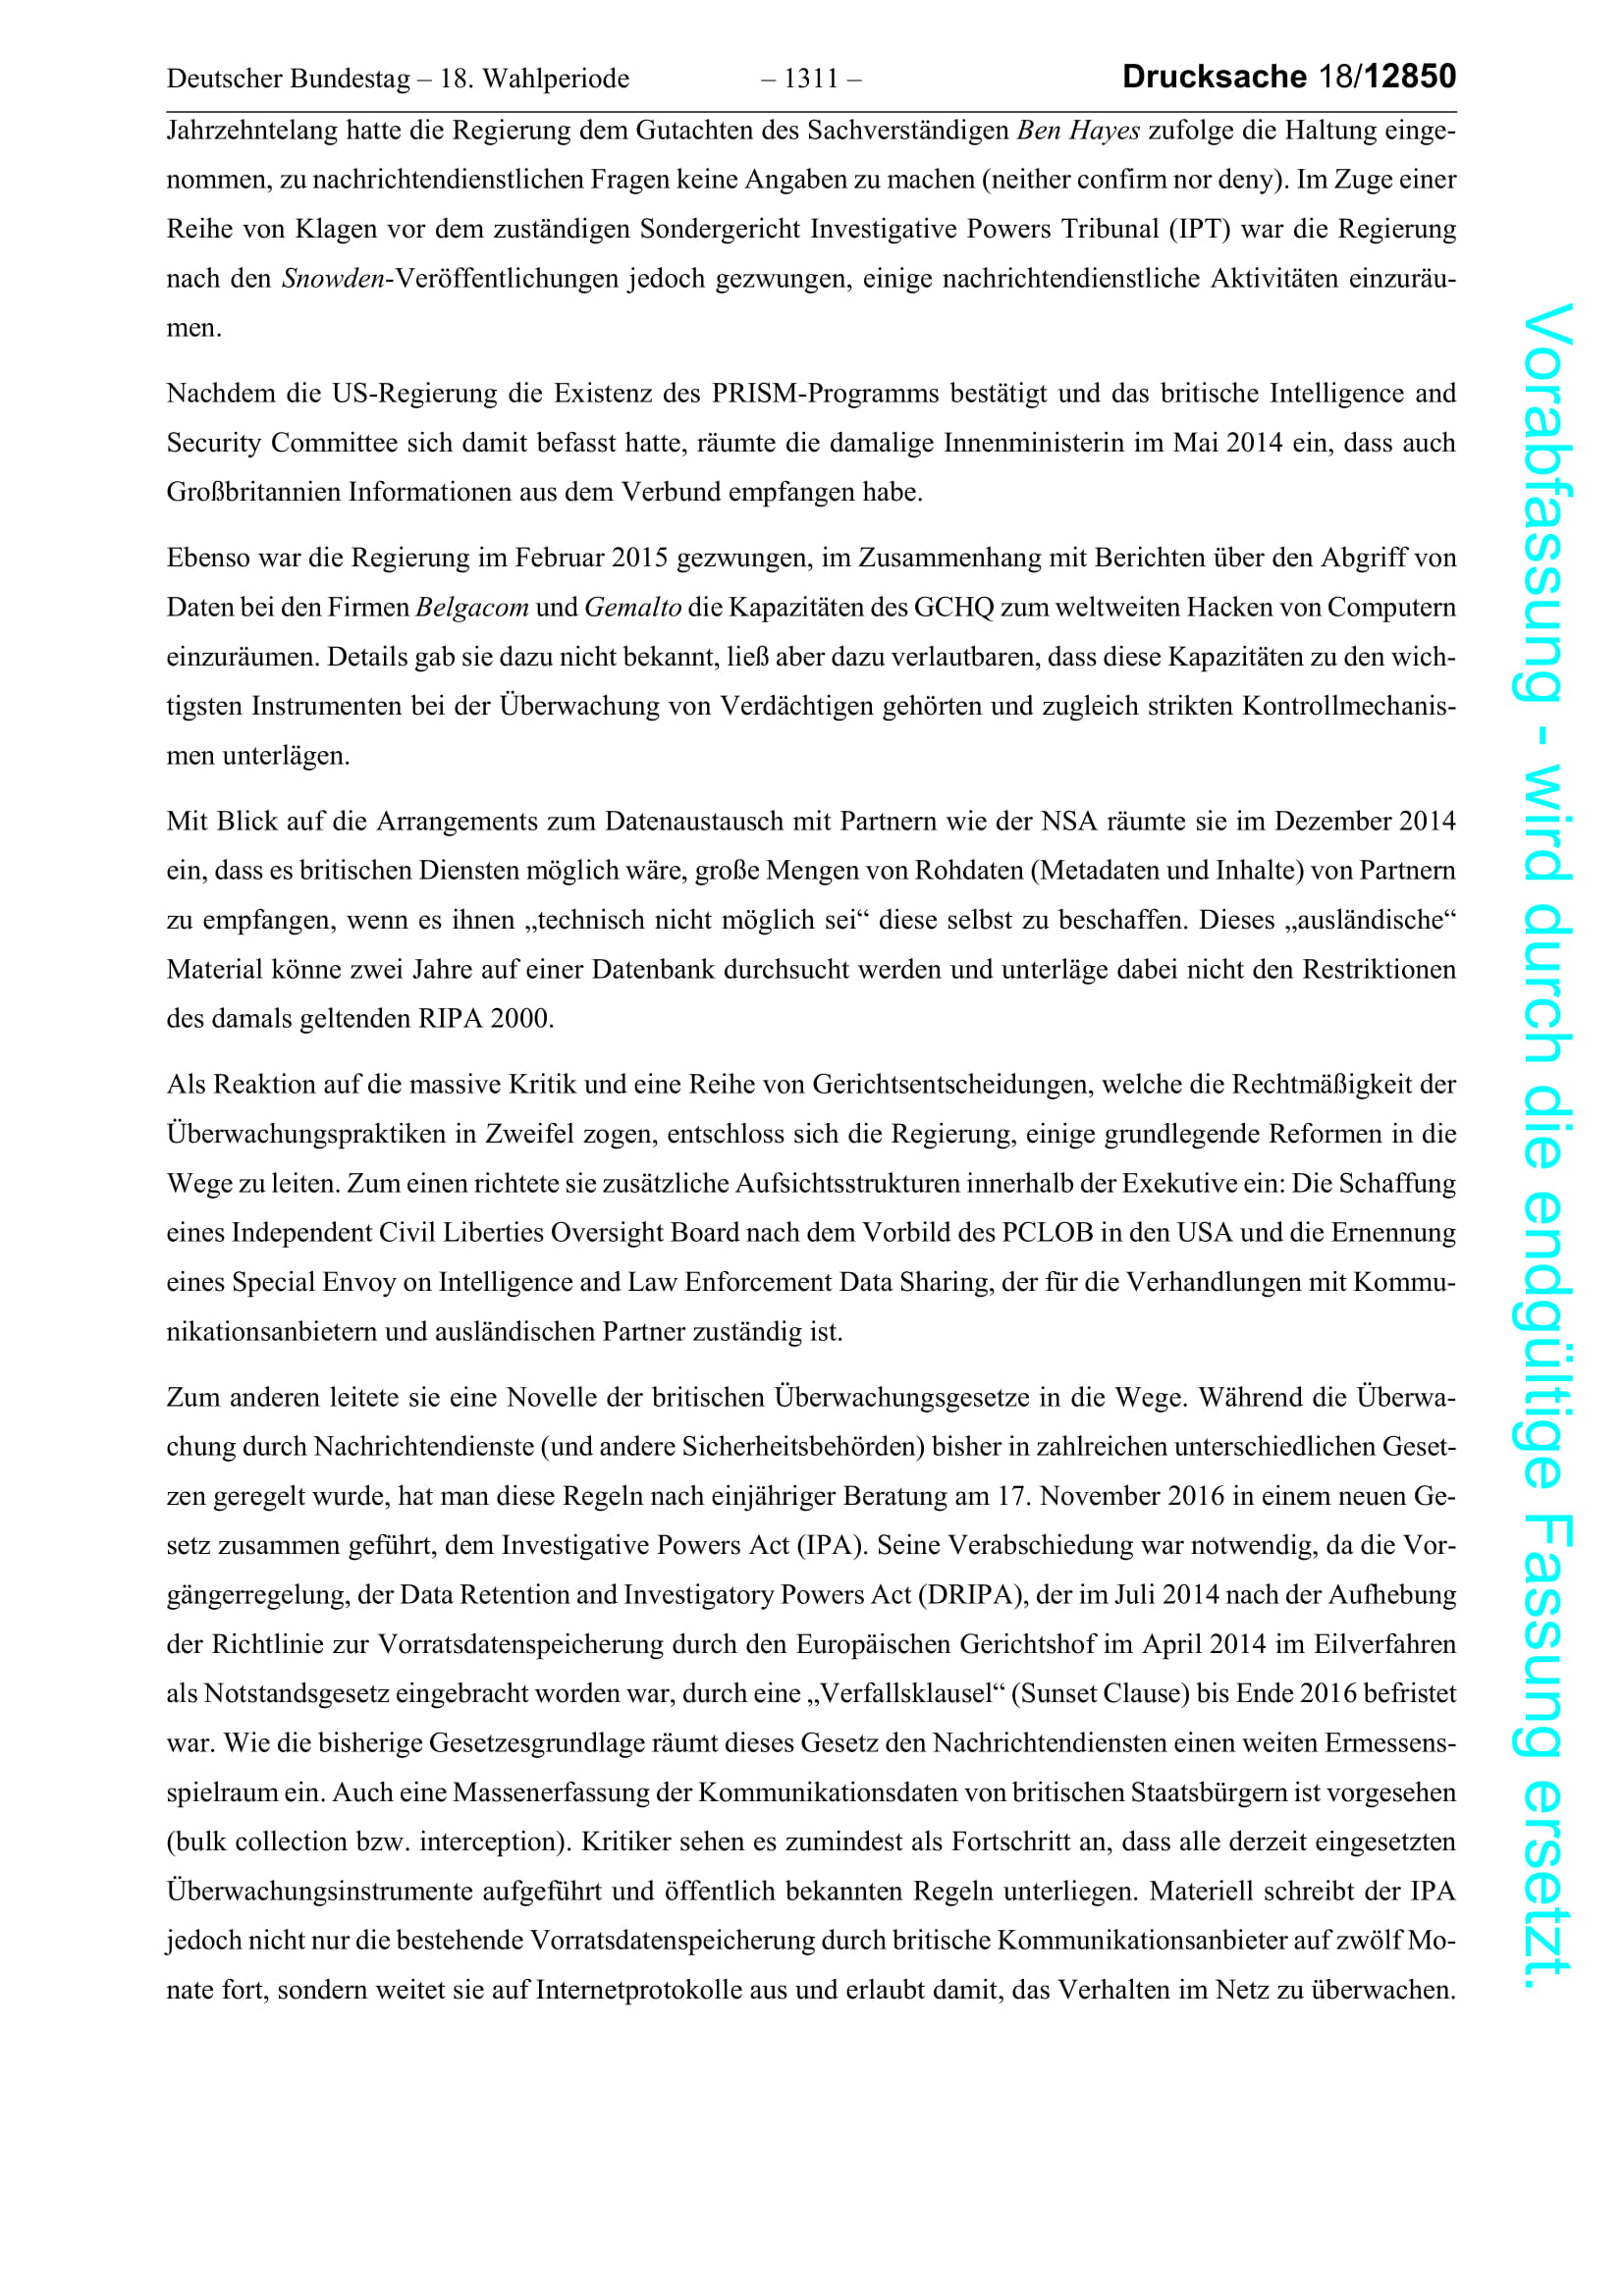 Deutscher Bundestag – 18. Wahlperiode – 1311 – Drucksache 18/12850
Jahrzehntelang hatte die Regierung dem Gutachten des Sachverständigen Ben Hayes zufolge die Haltung einge-
nommen, zu nachrichtendienstlichen Fragen keine Angaben zu machen (neither confirm nor deny). Im Zuge einer
Reihe von Klagen vor dem zuständigen Sondergericht Investigative Powers Tribunal (IPT) war die Regierung
nach den Snowden-Veröffentlichungen jedoch gezwungen, einige nachrichtendienstliche Aktivitäten einzuräu-
men.
Nachdem die US-Regierung die Existenz des PRISM-Programms bestätigt und das britische Intelligence and
Security Committee sich damit befasst hatte, räumte die damalige Innenministerin im Mai 2014 ein, dass auch
Großbritannien Informationen aus dem Verbund empfangen habe.
Ebenso war die Regierung im Februar 2015 gezwungen, im Zusammenhang mit Berichten über den Abgriff von
Daten bei den Firmen Belgacom und Gemalto die Kapazitäten des GCHQ zum weltweiten Hacken von Computern
einzuräumen. Details gab sie dazu nicht bekannt, ließ aber dazu verlautbaren, dass diese Kapazitäten zu den wich-
tigsten Instrumenten bei der Überwachung von Verdächtigen gehörten und zugleich strikten Kontrollmechanis-
men unterlägen.
Mit Blick auf die Arrangements zum Datenaustausch mit Partnern wie der NSA räumte sie im Dezember 2014
ein, dass es britischen Diensten möglich wäre, große Mengen von Rohdaten (Metadaten und Inhalte) von Partnern
zu empfangen, wenn es ihnen „technisch nicht möglich sei“ diese selbst zu beschaffen. Dieses „ausländische“
Material könne zwei Jahre auf einer Datenbank durchsucht werden und unterläge dabei nicht den Restriktionen
des damals geltenden RIPA 2000.
Als Reaktion auf die massive Kritik und eine Reihe von Gerichtsentscheidungen, welche die Rechtmäßigkeit der
Überwachungspraktiken in Zweifel zogen, entschloss sich die Regierung, einige grundlegende Reformen in die
Wege zu leiten. Zum einen richtete sie zusätzliche Aufsichtsstrukturen innerhalb der Exekutive ein: Die Schaffung
eines Independent Civil Liberties Oversight Board nach dem Vorbild des PCLOB in den USA und die Ernennung
eines Special Envoy on Intelligence and Law Enforcement Data Sharing, der für die Verhandlungen mit Kommu-
nikationsanbietern und ausländischen Partner zuständig ist.
Zum anderen leitete sie eine Novelle der britischen Überwachungsgesetze in die Wege. Während die Überwa-
chung durch Nachrichtendienste (und andere Sicherheitsbehörden) bisher in zahlreichen unterschiedlichen Geset-
zen geregelt wurde, hat man diese Regeln nach einjähriger Beratung am 17. November 2016 in einem neuen Ge-
setz zusammen geführt, dem Investigative Powers Act (IPA). Seine Verabschiedung war notwendig, da die Vor-
gängerregelung, der Data Retention and Investigatory Powers Act (DRIPA), der im Juli 2014 nach der Aufhebung
der Richtlinie zur Vorratsdatenspeicherung durch den Europäischen Gerichtshof im April 2014 im Eilverfahren
als Notstandsgesetz eingebracht worden war, durch eine „Verfallsklausel“ (Sunset Clause) bis Ende 2016 befristet
war. Wie die bisherige Gesetzesgrundlage räumt dieses Gesetz den Nachrichtendiensten einen weiten Ermessens-
spielraum ein. Auch eine Massenerfassung der Kommunikationsdaten von britischen Staatsbürgern ist vorgesehen
(bulk collection bzw. interception). Kritiker sehen es zumindest als Fortschritt an, dass alle derzeit eingesetzten
Überwachungsinstrumente aufgeführt und öffentlich bekannten Regeln unterliegen. Materiell schreibt der IPA
jedoch nicht nur die bestehende Vorratsdatenspeicherung durch britische Kommunikationsanbieter auf zwölf Mo-
nate fort, sondern weitet sie auf Internetprotokolle aus und erlaubt damit, das Verhalten im Netz zu überwachen.
Vorabfassung - wird durch die endgültige Fassung ersetzt.